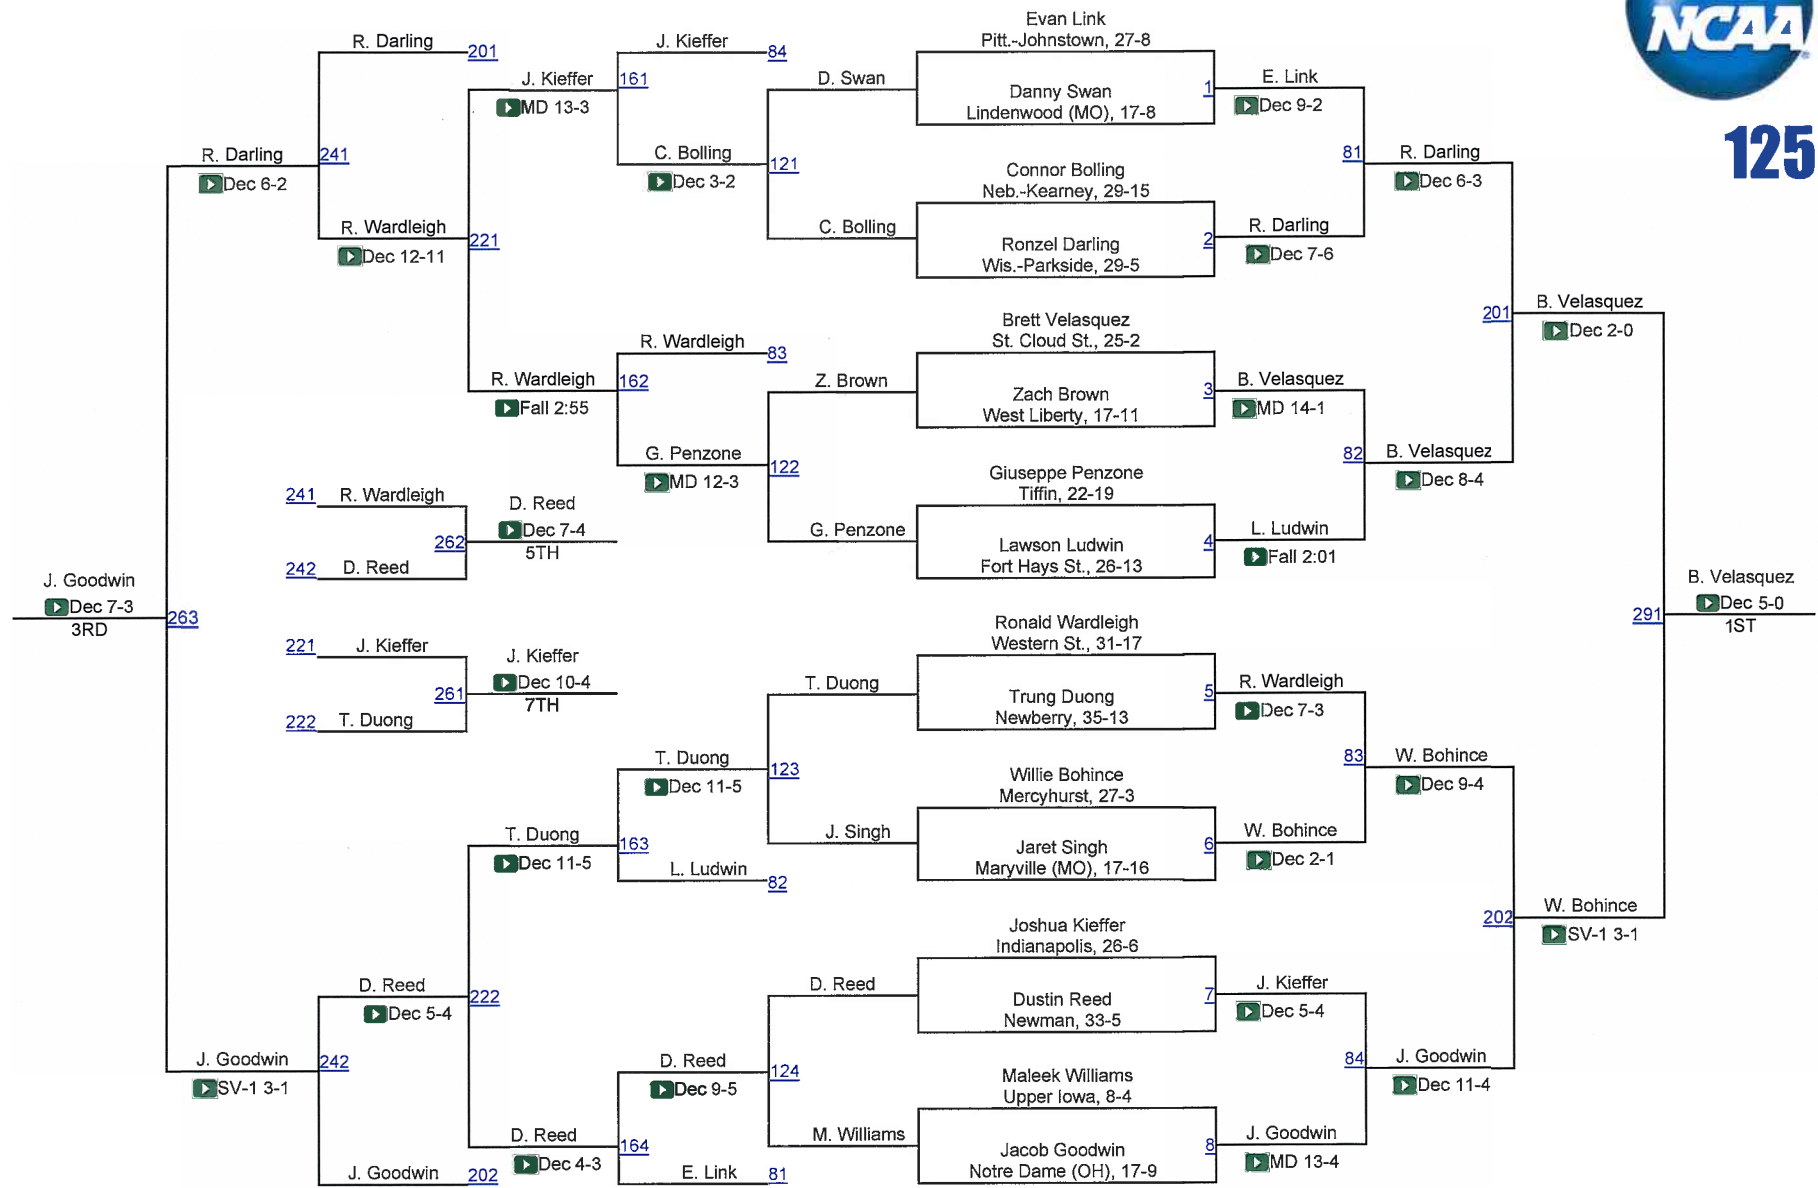 NCAA
125
Evan Link
Pitt.-Johnstown, 27-8
Danny Swan
Lindenwood (MO), 17-8
1
E. Link
Dec 9-2
Connor Bolling
Neb.-Kearney, 29-15
Ronzel Darling
Wis.-Parkside, 29-5
2
R. Darling
Dec 7-6
81
R. Darling
Dec 6-3
Brett Velasquez
St. Cloud St., 25-2
Zach Brown
West Liberty, 17-11
3
B. Velasquez
MD 14-1
Giuseppe Penzone
Tiffin, 22-19
Lawson Ludwin
Fort Hays St., 26-13
4
L. Ludwin
Fall 2:01
82
B. Velasquez
Dec 8-4
201
B. Velasquez
Dec 2-0
Ronald Wardleigh
Western St., 31-17
Trung Duong
Newberry, 35-13
5
R. Wardleigh
Dec 7-3
Willie Bohince
Mercyhurst, 27-3
Jaret Singh
Maryville (MO), 17-16
6
W. Bohince
Dec 2-1
83
W. Bohince
Dec 9-4
Joshua Kieffer
Indianapolis, 26-6
Dustin Reed
Newman, 33-5
7
J. Kieffer
Dec 5-4
Maleek Williams
Upper Iowa, 8-4
Jacob Goodwin
Notre Dame (OH), 17-9
8
J. Goodwin
MD 13-4
84
J. Goodwin
Dec 11-4
202
W. Bohince
SV-1 3-1
291
B. Velasquez
Dec 5-0
1ST
D. Swan
C. Bolling
121
C. Bolling
Dec 3-2
J. Kieffer
84
161
J. Kieffer
MD 13-3
Z. Brown
G. Penzone
122
G. Penzone
MD 12-3
R. Wardleigh
83
162
R. Wardleigh
Fall 2:55
221
R. Wardleigh
Dec 12-11
R. Darling
201
241
R. Darling
Dec 6-2
241
R. Wardleigh
242
D. Reed
262
D. Reed
Dec 7-4
5TH
221
J. Kieffer
222
T. Duong
261
J. Kieffer
Dec 10-4
7TH
J. Goodwin
Dec 7-3
3RD
263
T. Duong
J. Singh
123
T. Duong
Dec 11-5
L. Ludwin
82
163
T. Duong
Dec 11-5
D. Reed
M. Williams
124
D. Reed
Dec 9-5
E. Link
81
164
D. Reed
Dec 4-3
222
D. Reed
Dec 5-4
J. Goodwin
202
242
J. Goodwin
SV-1 3-1